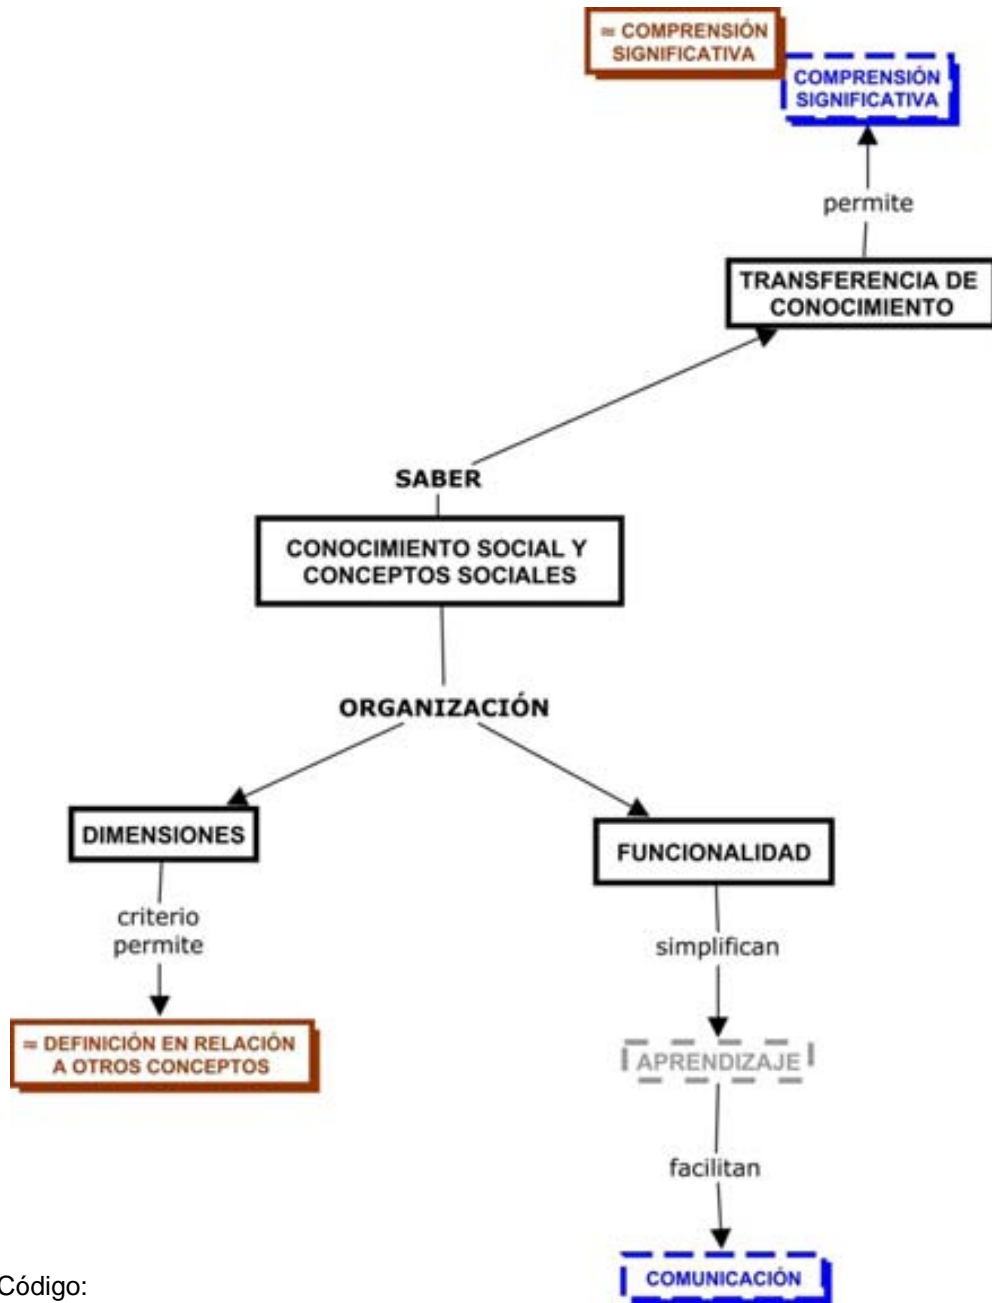 ≈ COMPRENSIÓN
SIGNIFICATIVA
COMPRENSIÓN
SIGNIFICATIVA
permite
TRANSFERENCIA DE
CONOCIMIENTO
SABER
CONOCIMIENTO SOCIAL Y
CONCEPTOS SOCIALES
ORGANIZACIÓN
DIMENSIONES
FUNCIONALIDAD
criterio
permite
simplifican
≈ DEFINICIÓN EN RELACIÓN
A OTROS CONCEPTOS
APRENDIZAJE
facilitan
COMUNICACIÓN
Código: